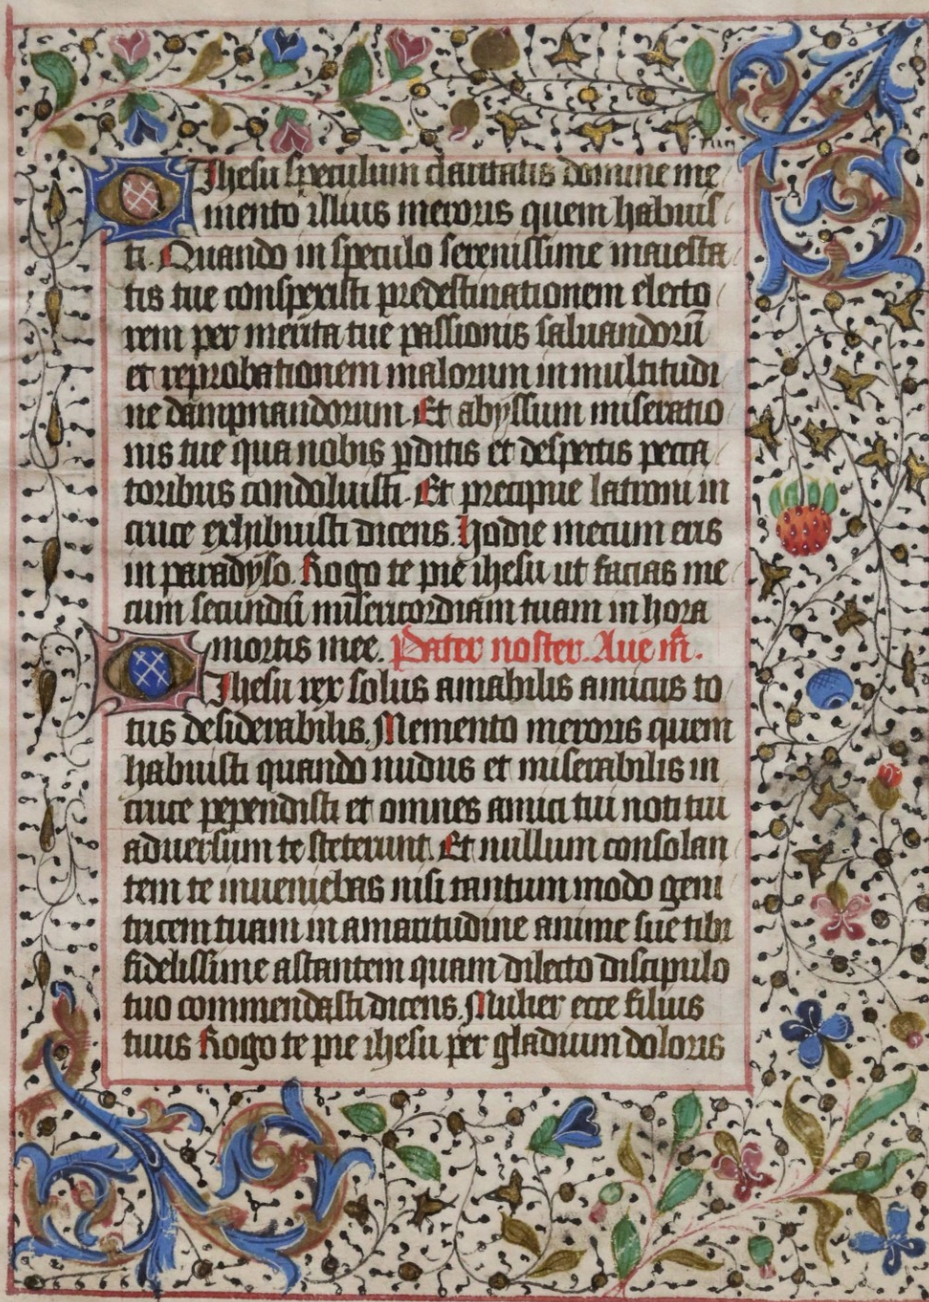 O Jhesu speculum claritatis domine me
mento illius meroris quem habuis
ti. Quando in speculo serenissime maiesta
tis tue conspexisti predestinationem electo
rem per merita tue passionis saluandorū
et reprobationem malorum in multitudi
ne dampnandorum. Et abyssum miseratio
nis tue qua nobis pditis et desperatis pecca
toribus condoluisti. Et precipue latroni in
cruce exhibuisti dicens. Hodie mecum eris
in paradyso. Rogo te pie ihesu ut facias me
cum secundū misericordiam tuam in hora
mortis mee. Pater noster. Aue m̄.
O Jhesu rex solus amabilis amicus to
tus desiderabilis. Memento meroris quem
habuisti quando nudus et miserabilis in
cruce pependisti et omnes amici tui noti tui
aduersum te steterunt. Et nullum consolan
tem te inueniebas nisi tantum modo geni
tricem tuam in amaritudine anime sue tibi
fidelissime astantem quam dilecto discipulo
tuo commendasti dicens. Mulier ecce filius
tuus Rogo te pie ihesu per gladium doloris